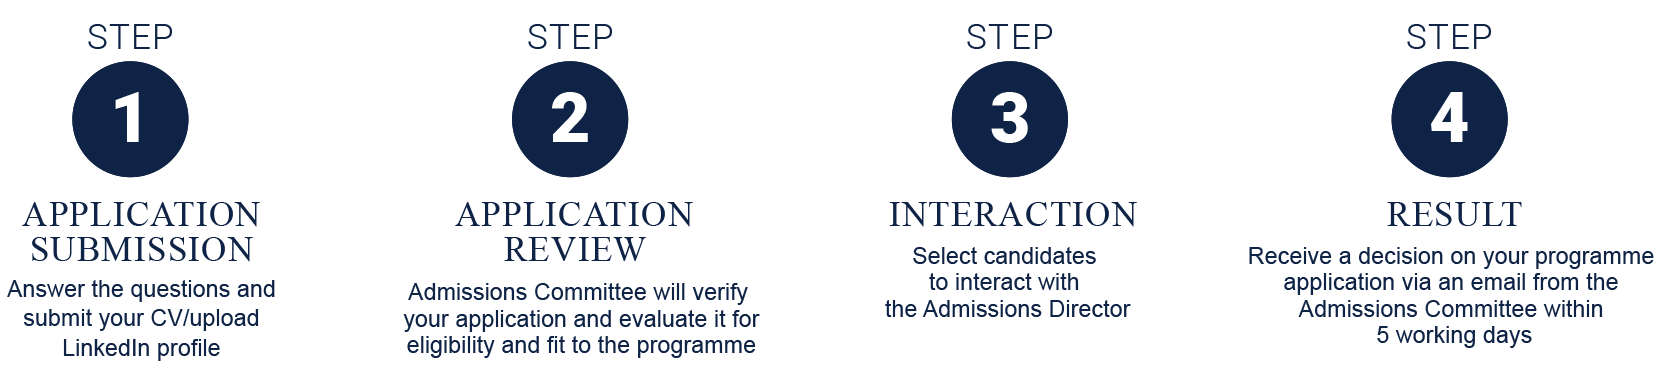 STEP
1
APPLICATION
SUBMISSION
Answer the questions and
submit your CV/upload
LinkedIn profile
STEP
2
APPLICATION
REVIEW
Admissions Committee will verify
your application and evaluate it for
eligibility and fit to the programme
STEP
3
INTERACTION
Select candidates
to interact with
the Admissions Director
STEP
4
RESULT
Receive a decision on your programme
application via an email from the
Admissions Committee within
5 working days